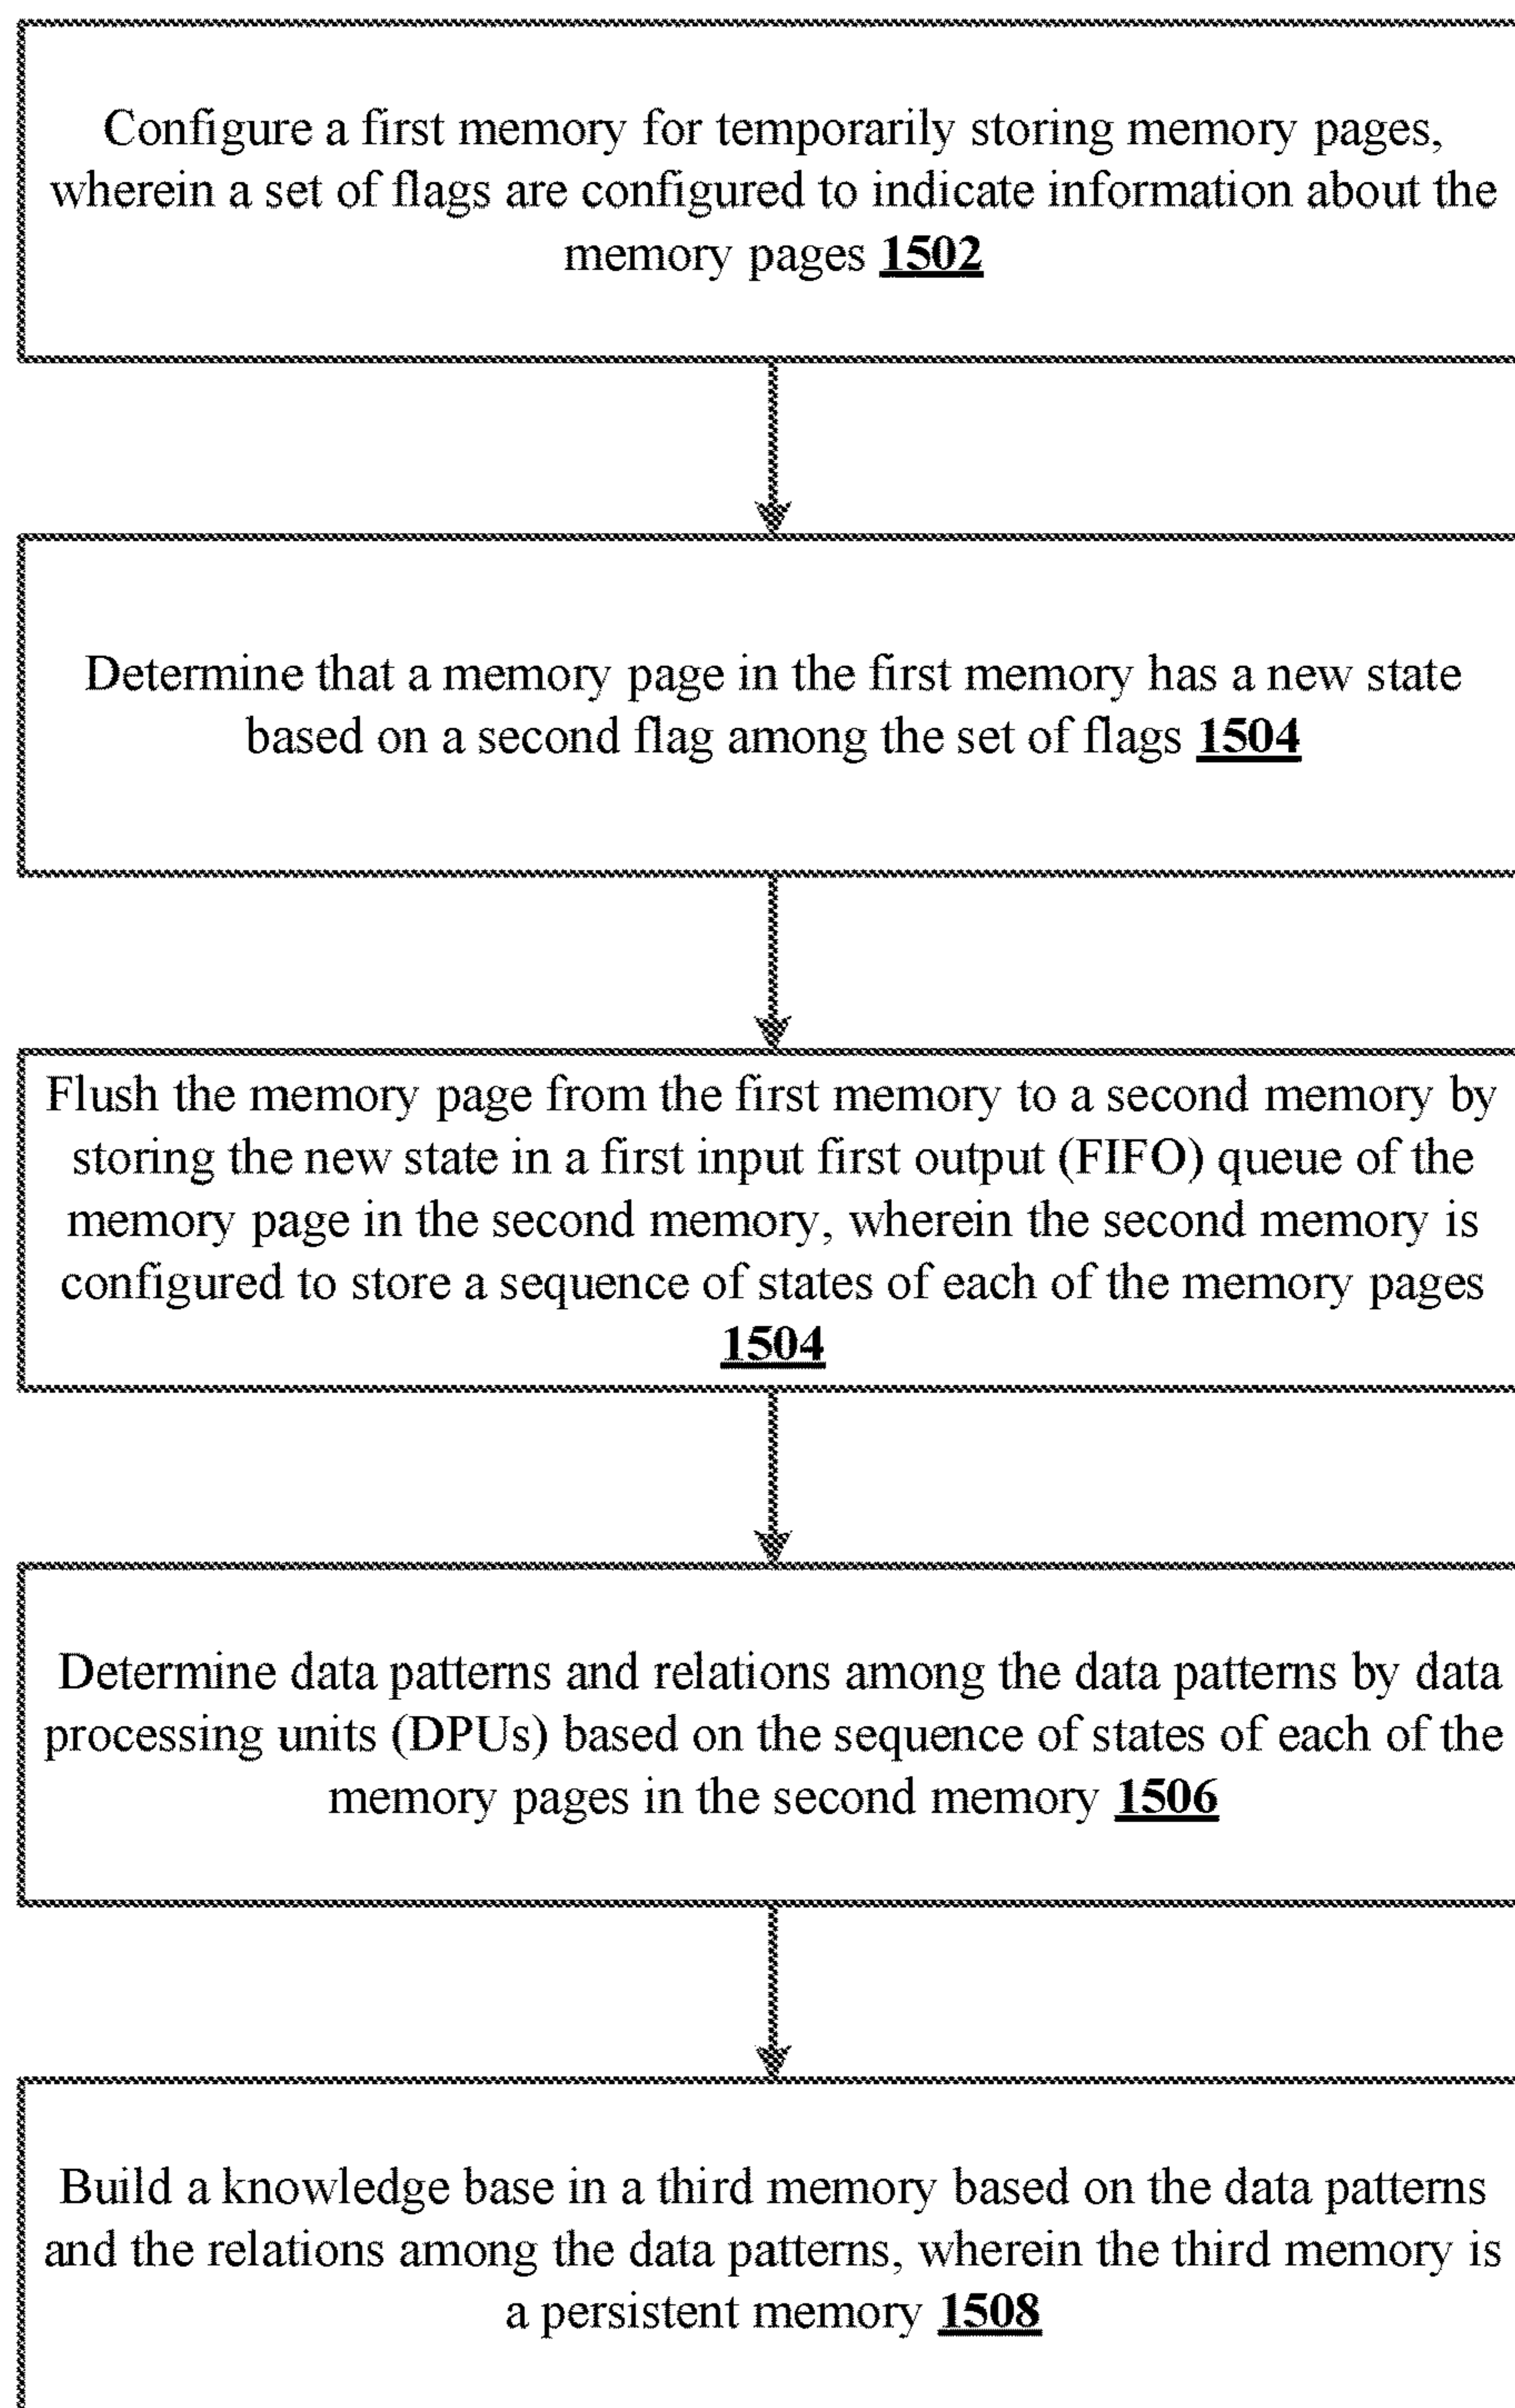 Configure a first memory for temporarily storing memory pages,
wherein a set of flags are configured to indicate information about the
memory pages 1502
Determine that a memory page in the first memory has a new state
based on a second flag among the set of flags 1504
Flush the memory page from the first memory to a second memory by
storing the new state in a first input first output (FIFO) queue of the
memory page in the second memory, wherein the second memory is
configured to store a sequence of states of each of the memory pages
1504
Determine data patterns and relations among the data patterns by data
processing units (DPUs) based on the sequence of states of each of the
memory pages in the second memory 1506
Build a knowledge base in a third memory based on the data patterns
and the relations among the data patterns, wherein the third memory is
a persistent memory 1508